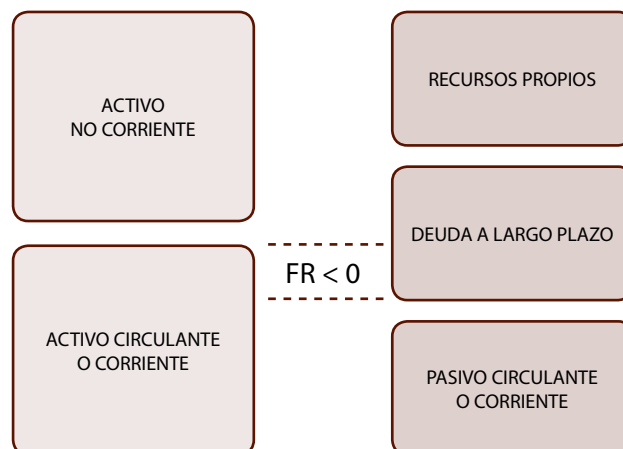 ACTIVO
NO CORRIENTE
ACTIVO CIRCULANTE
O CORRIENTE
FR < 0
RECURSOS PROPIOS
DEUDA A LARGO PLAZO
PASIVO CIRCULANTE
O CORRIENTE